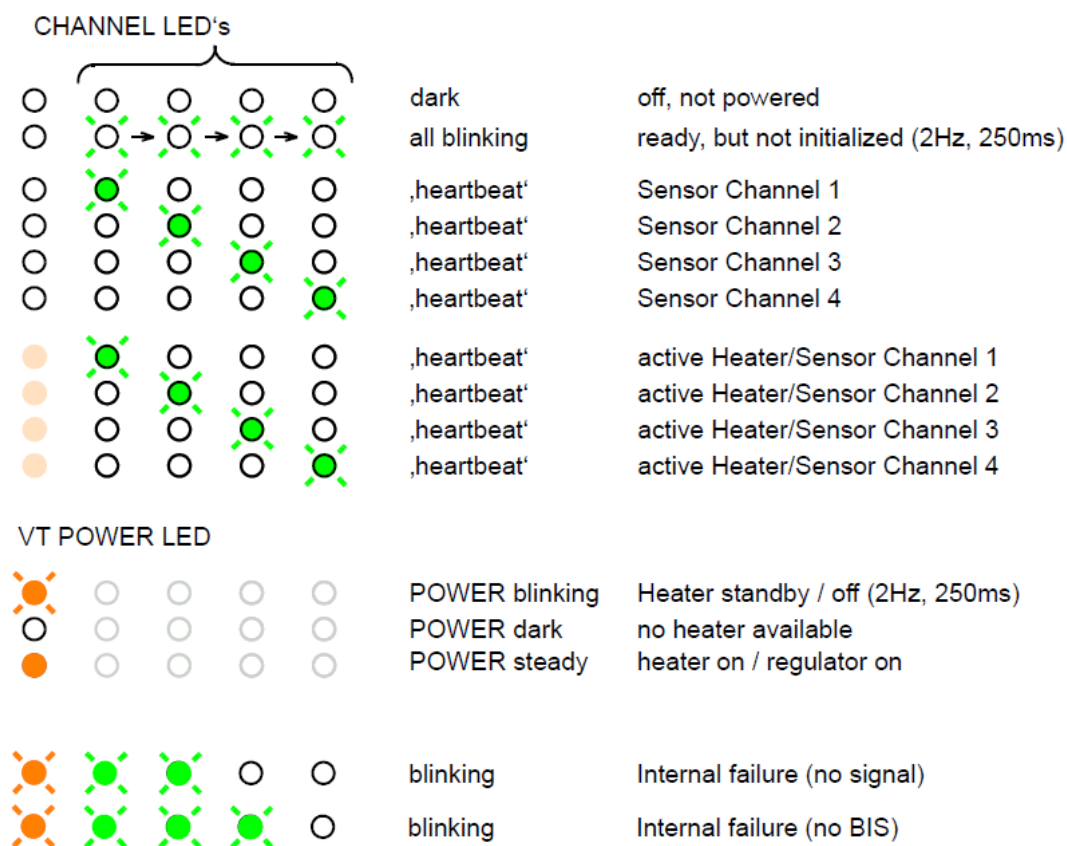 CHANNEL LED‘s
dark off, not powered
all blinking ready, but not initialized (2Hz, 250ms)
‚heartbeat‘ Sensor Channel 1
‚heartbeat‘ Sensor Channel 2
‚heartbeat‘ Sensor Channel 3
‚heartbeat‘ Sensor Channel 4
‚heartbeat‘ active Heater/Sensor Channel 1
‚heartbeat‘ active Heater/Sensor Channel 2
‚heartbeat‘ active Heater/Sensor Channel 3
‚heartbeat‘ active Heater/Sensor Channel 4
VT POWER LED
POWER blinking Heater standby / off (2Hz, 250ms)
POWER dark no heater available
POWER steady heater on / regulator on
blinking Internal failure (no signal)
blinking Internal failure (no BIS)